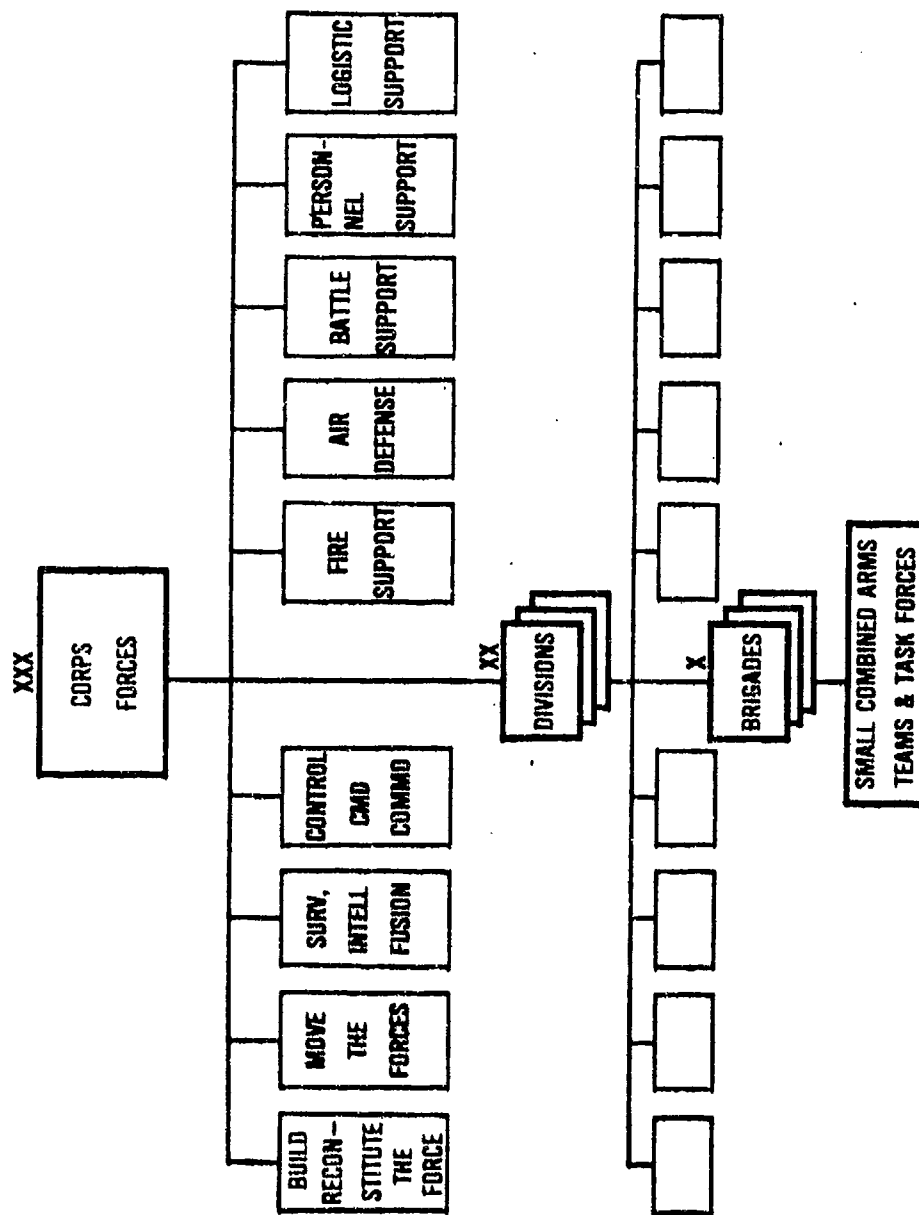 XXX
CORPS
FORCES
BUILD
RECON-
STITUTE
THE
FORCE
MOVE
THE
FORCES
SURV,
INTELL
FUSION
CONTROL
CMD
COMMD
FIRE
SUPPORT
AIR
DEFENSE
BATTLE
SUPPORT
PERSON-
NEL
SUPPORT
LOGISTIC
SUPPORT
XX
DIVISIONS
X
BRIGADES
SMALL COMBINED ARMS
TEAMS & TASK FORCES